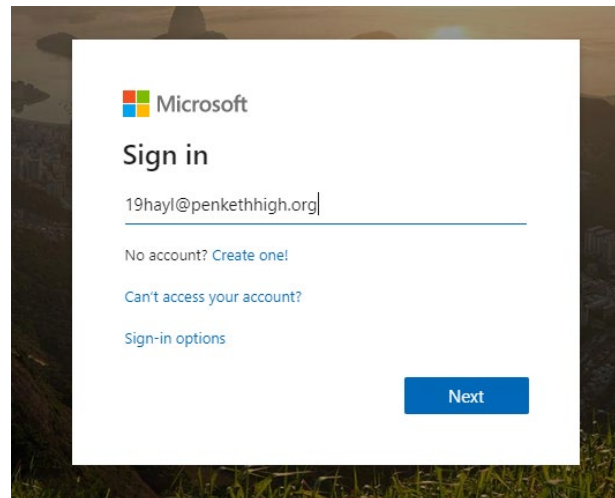 Microsoft
Sign in
19hayl@penkethhigh.org
No account? Create one!
Can't access your account?
Sign-in options
Next